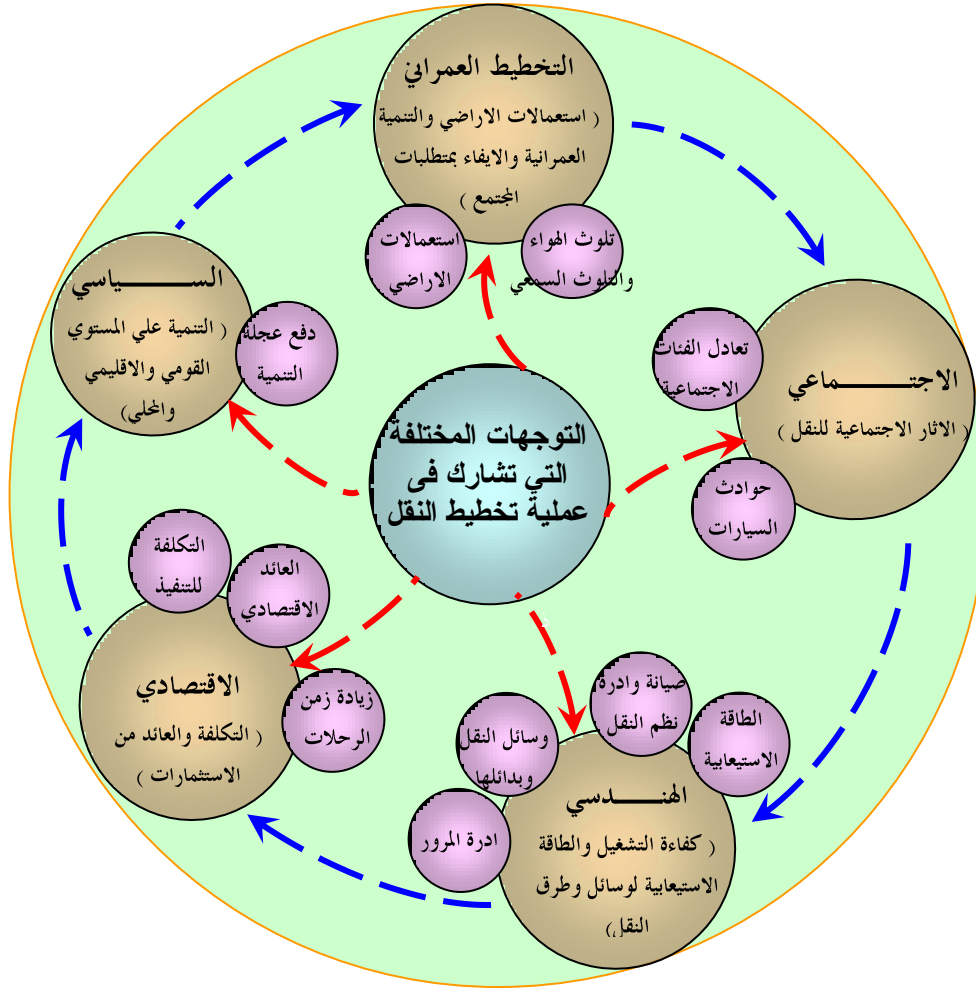 التخطيط العمراني
( استعمالات الاراضي والتنمية
العمرانية والايفاء بمتطلبات
المجتمع )
استعمالات
الاراضي
تلوث الهواء
والتلوث السمعي
الاجتــــــماعي
( الاثار الاجتماعية للنقل )
تعادل الفئات
الاجتماعية
حوادث
السيارات
الهنـــدسي
( كفاءة التشغيل والطاقة
الاستيعابية لوسائل وطرق
النقل)
الطاقة
الاستيعابية
صيانة وادرة
نظم النقل
وسائل النقل
وبدائلها
ادرة المرور
الاقتصادي
( التكلفة والعائد من
الاستثمارات )
زيادة زمن
الرحلات
العائد
الاقتصادي
التكلفة
للتنفيذ
الســـــــياسي
( التنمية علي المستوي
القومي والاقليمي
والمحلي)
دفع عجلة
التنمية
التوجهات المختلفة
التي تشارك فى
عملية تخطيط النقل